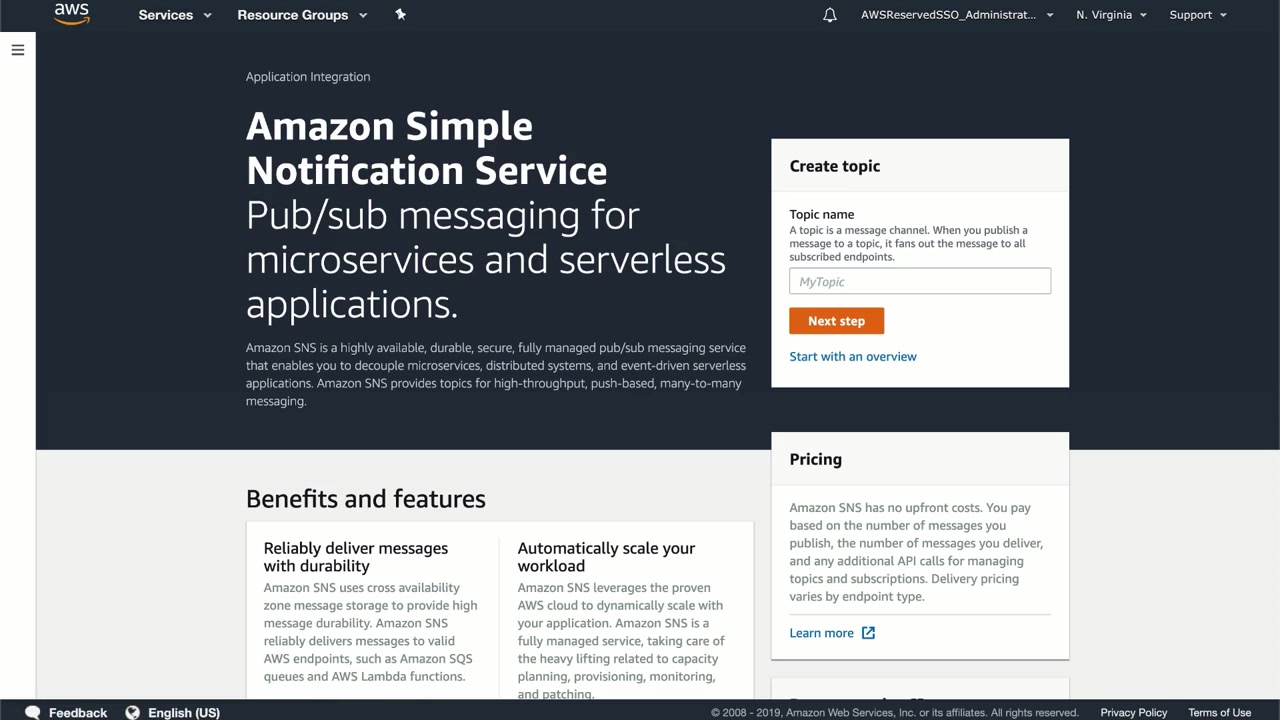 aws
Services
Resource Groups
AWSReservedSSO_Administrat...
N. Virginia
Support
Application Integration
Amazon Simple
Notification Service
Pub/sub messaging for
microservices and serverless
applications.
Amazon SNS is a highly available, durable, secure, fully managed pub/sub messaging service
that enables you to decouple microservices, distributed systems, and event-driven serverless
applications. Amazon SNS provides topics for high-throughput, push-based, many-to-many
messaging.
Create topic
Topic name
A topic is a message channel. When you publish a
message to a topic, it fans out the message to all
subscribed endpoints.
MyTopic
Next step
Start with an overview
Pricing
Amazon SNS has no upfront costs. You pay
based on the number of messages you
publish, the number of messages you deliver,
and any additional API calls for managing
topics and subscriptions. Delivery pricing
varies by endpoint type.
Learn more
Benefits and features
Reliably deliver messages
with durability
Amazon SNS uses cross availability
zone message storage to provide high
message durability. Amazon SNS
reliably delivers messages to valid
AWS endpoints, such as Amazon SQS
queues and AWS Lambda functions.
Automatically scale your
workload
Amazon SNS leverages the proven
AWS cloud to dynamically scale with
your application. Amazon SNS is a
fully managed service, taking care of
the heavy lifting related to capacity
planning, provisioning, monitoring,
and patching.
Feedback
English (US)
© 2008 - 2019, Amazon Web Services, Inc. or its affiliates. All rights reserved.
Privacy Policy
Terms of Use